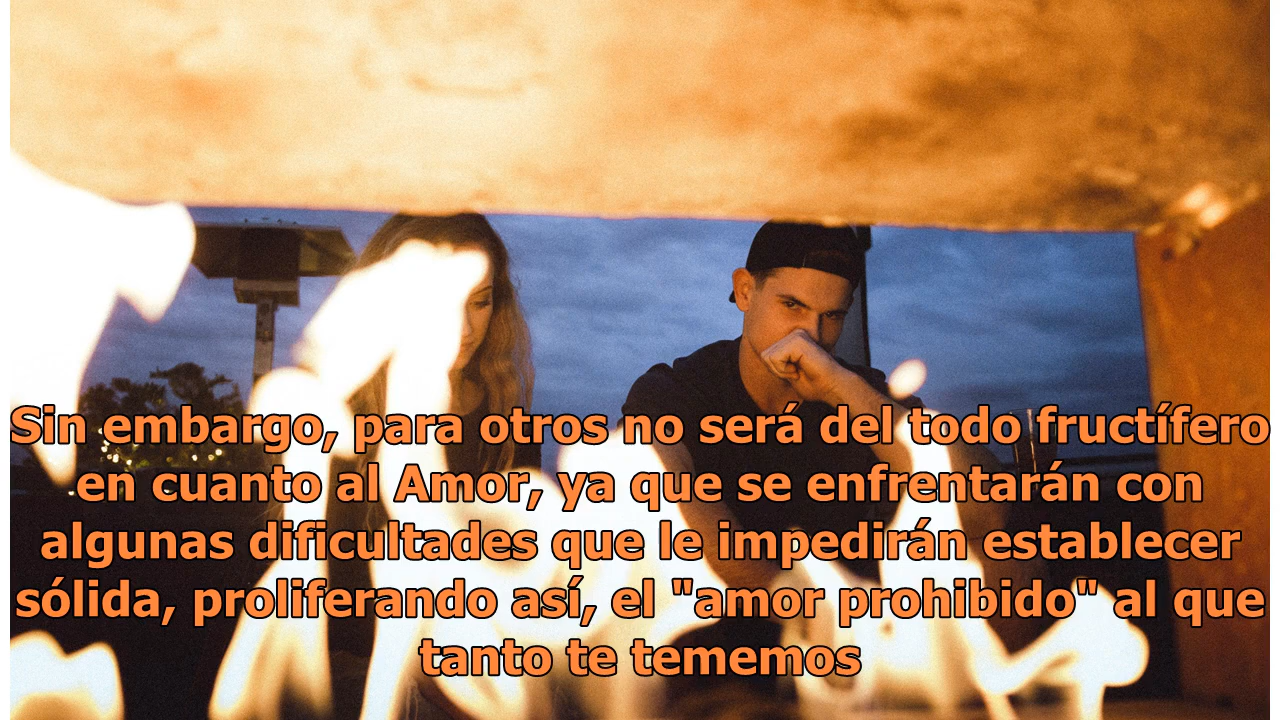 Sin embargo, para otros no será del todo fructífero
en cuanto al Amor, ya que se enfrentarán con
algunas dificultades que le impedirán establecer
sólida, proliferando así, el "amor prohibido" al que
tanto te tememos